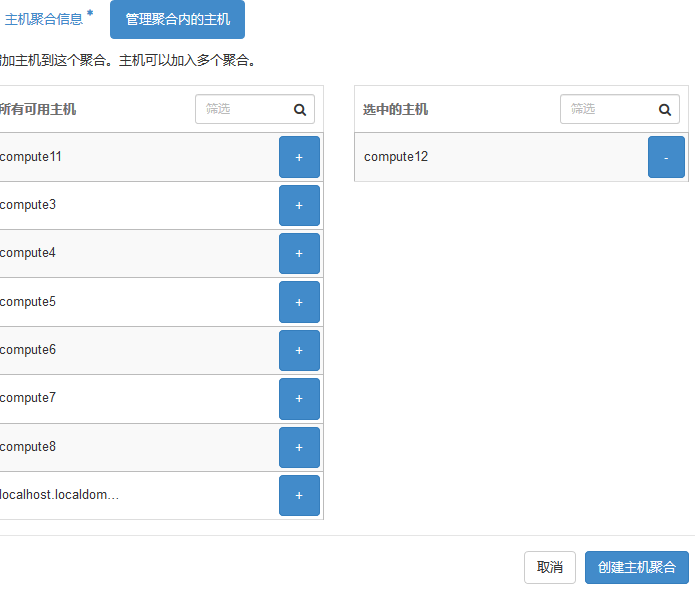 主机聚合信息 *
管理聚合内的主机
加主机到这个聚合。主机可以加入多个聚合。
所有可用主机
筛选
compute11
+
compute3
+
compute4
+
compute5
+
compute6
+
compute7
+
compute8
+
localhost.localdom...
+
选中的主机
筛选
compute12
-
取消
创建主机聚合